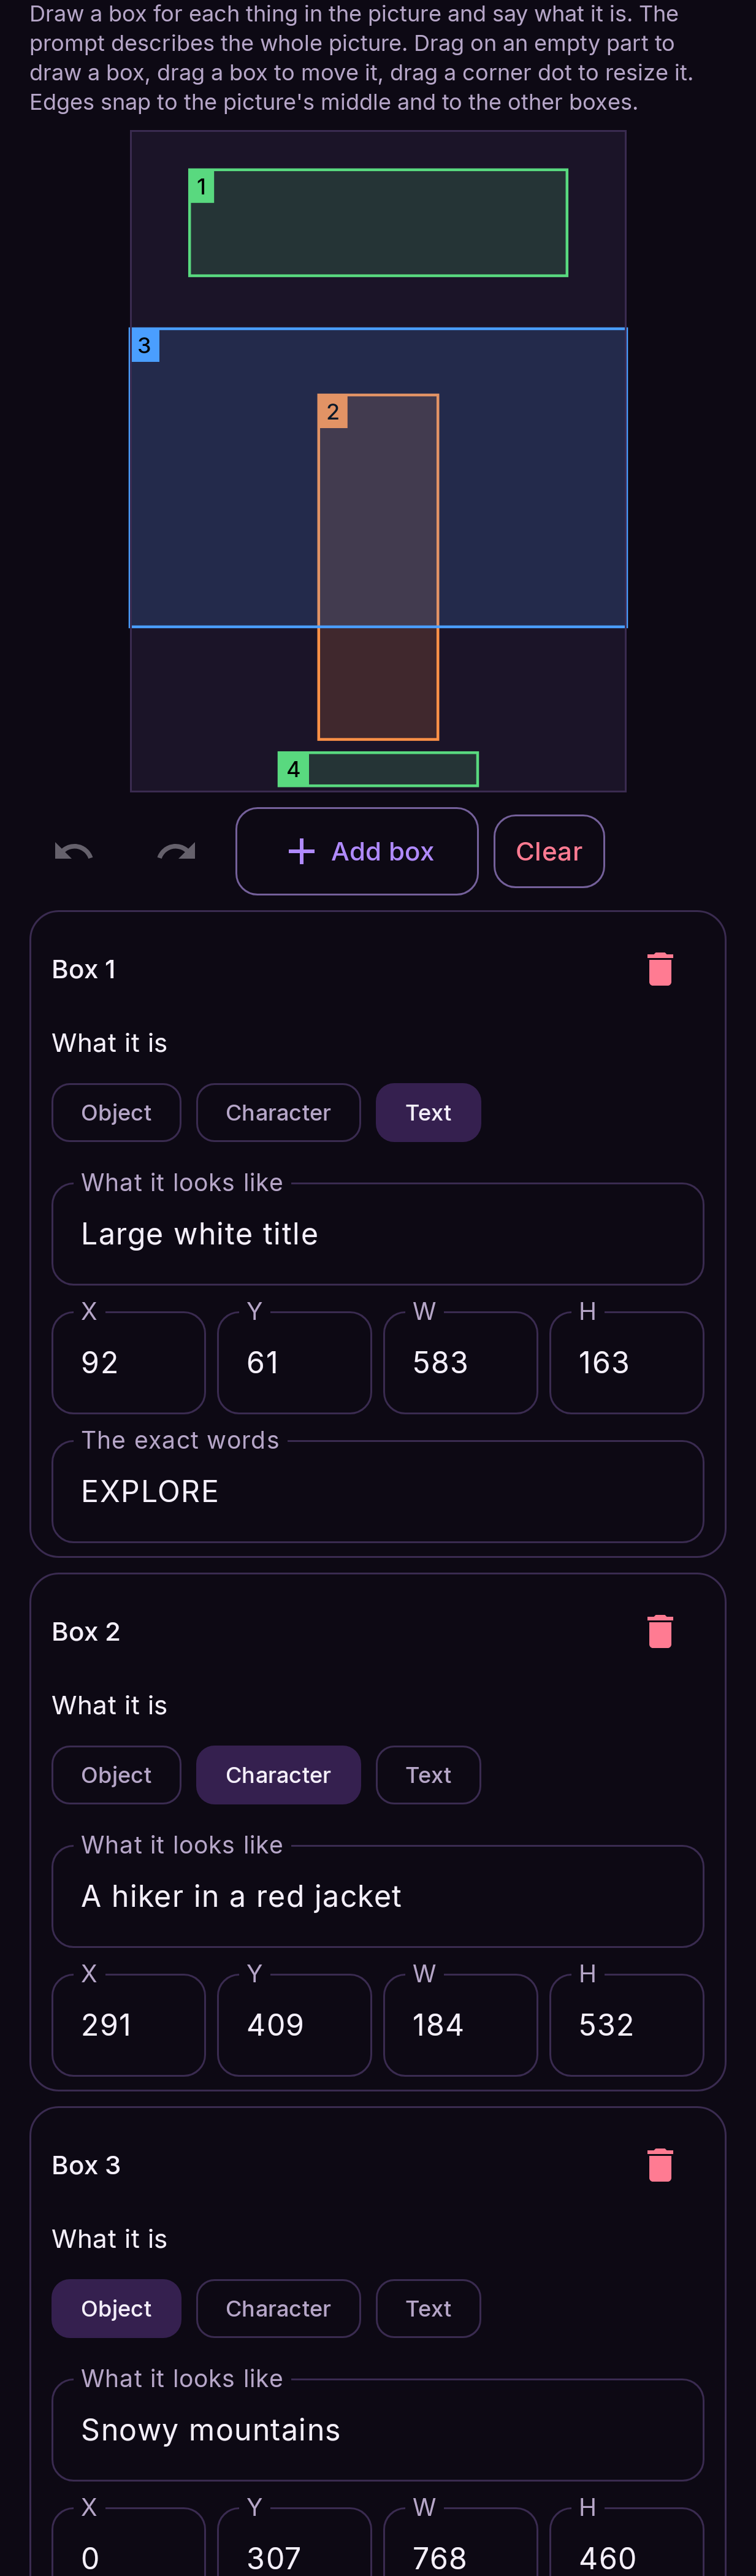 Draw a box for each thing in the picture and say what it is. The
prompt describes the whole picture. Drag on an empty part to
draw a box, drag a box to move it, drag a corner dot to resize it.
Edges snap to the picture's middle and to the other boxes.
1
3
2
4
Add box
Clear
Box 1
What it is
Object Character Text
What it looks like
Large white title
X Y W H
92 61 583 163
The exact words
EXPLORE
Box 2
What it is
Object Character Text
What it looks like
A hiker in a red jacket
X Y W H
291 409 184 532
Box 3
What it is
Object Character Text
What it looks like
Snowy mountains
X Y W H
0 307 768 460